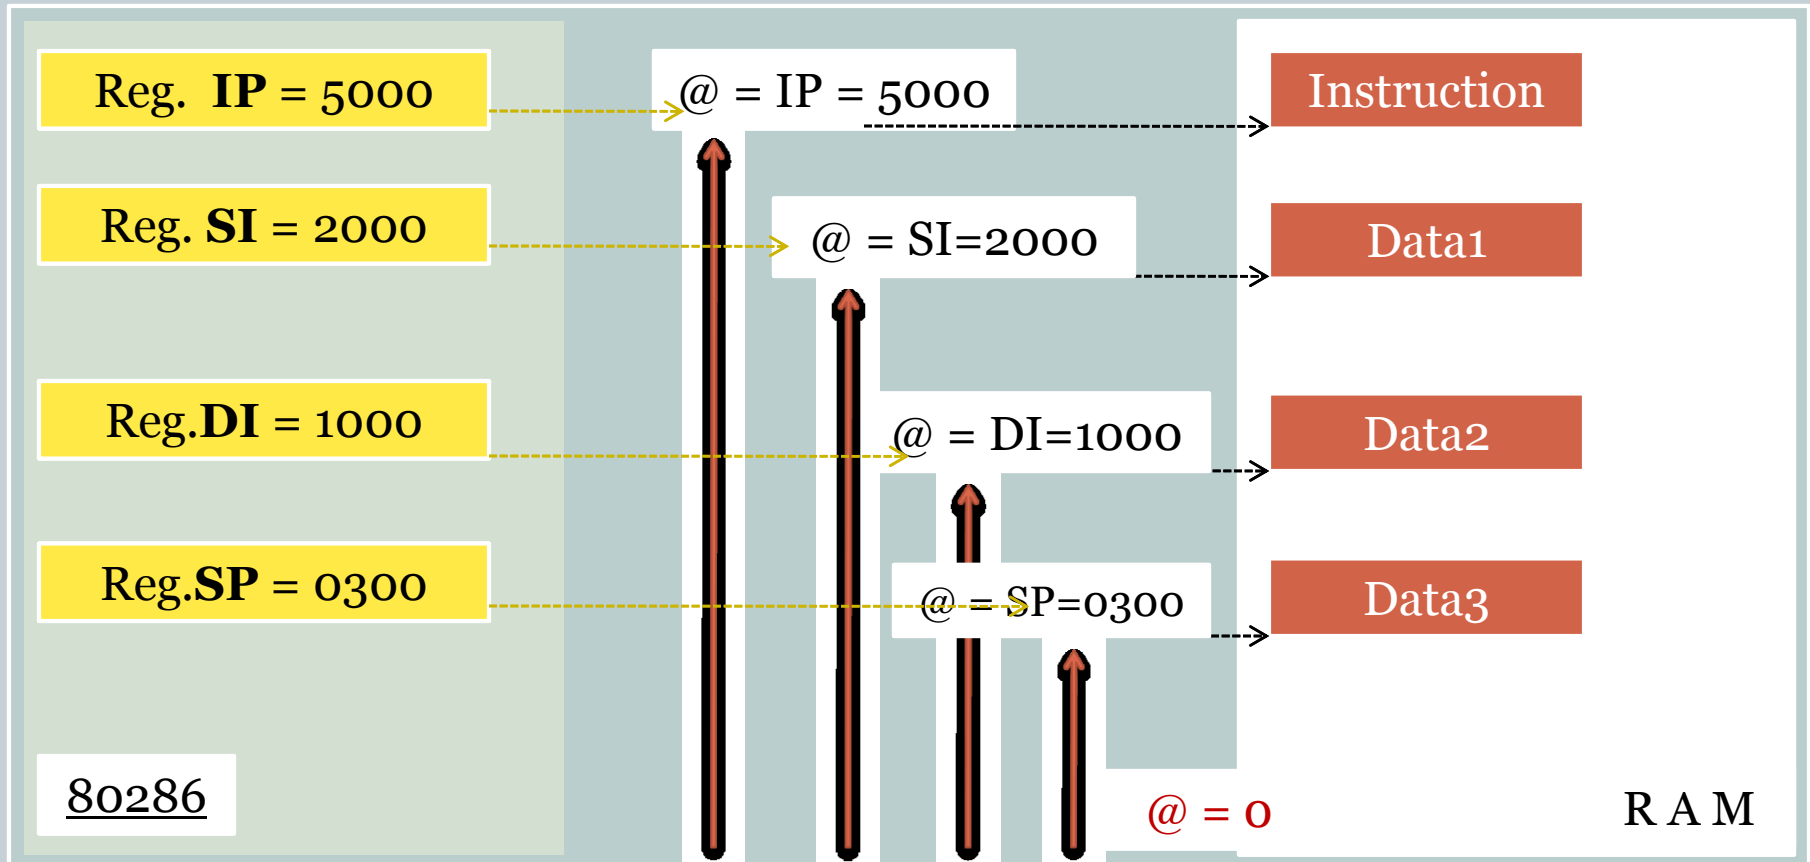 Reg. IP = 5000
@ = IP = 5000
Instruction
Reg. SI = 2000
@ = SI=2000
Data1
Reg.DI = 1000
@ = DI=1000
Data2
Reg.SP = 0300
@ = SP=0300
Data3
80286
@ = 0
R A M